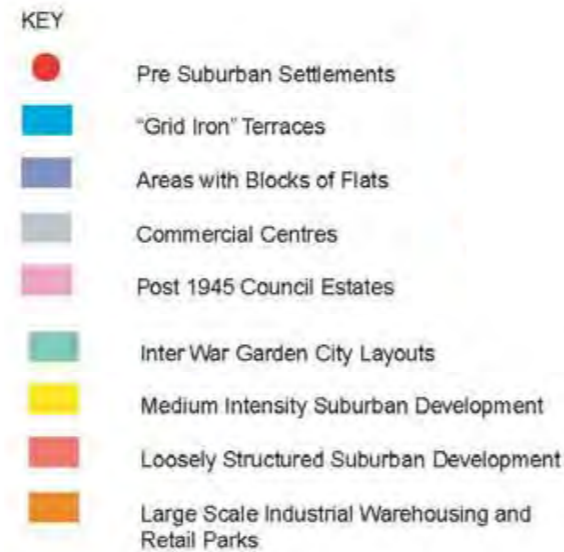 KEY
Pre Suburban Settlements
"Grid Iron" Terraces
Areas with Blocks of Flats
Commercial Centres
Post 1945 Council Estates
Inter War Garden City Layouts
Medium Intensity Suburban Development
Loosely Structured Suburban Development
Large Scale Industrial Warehousing and
Retail Parks